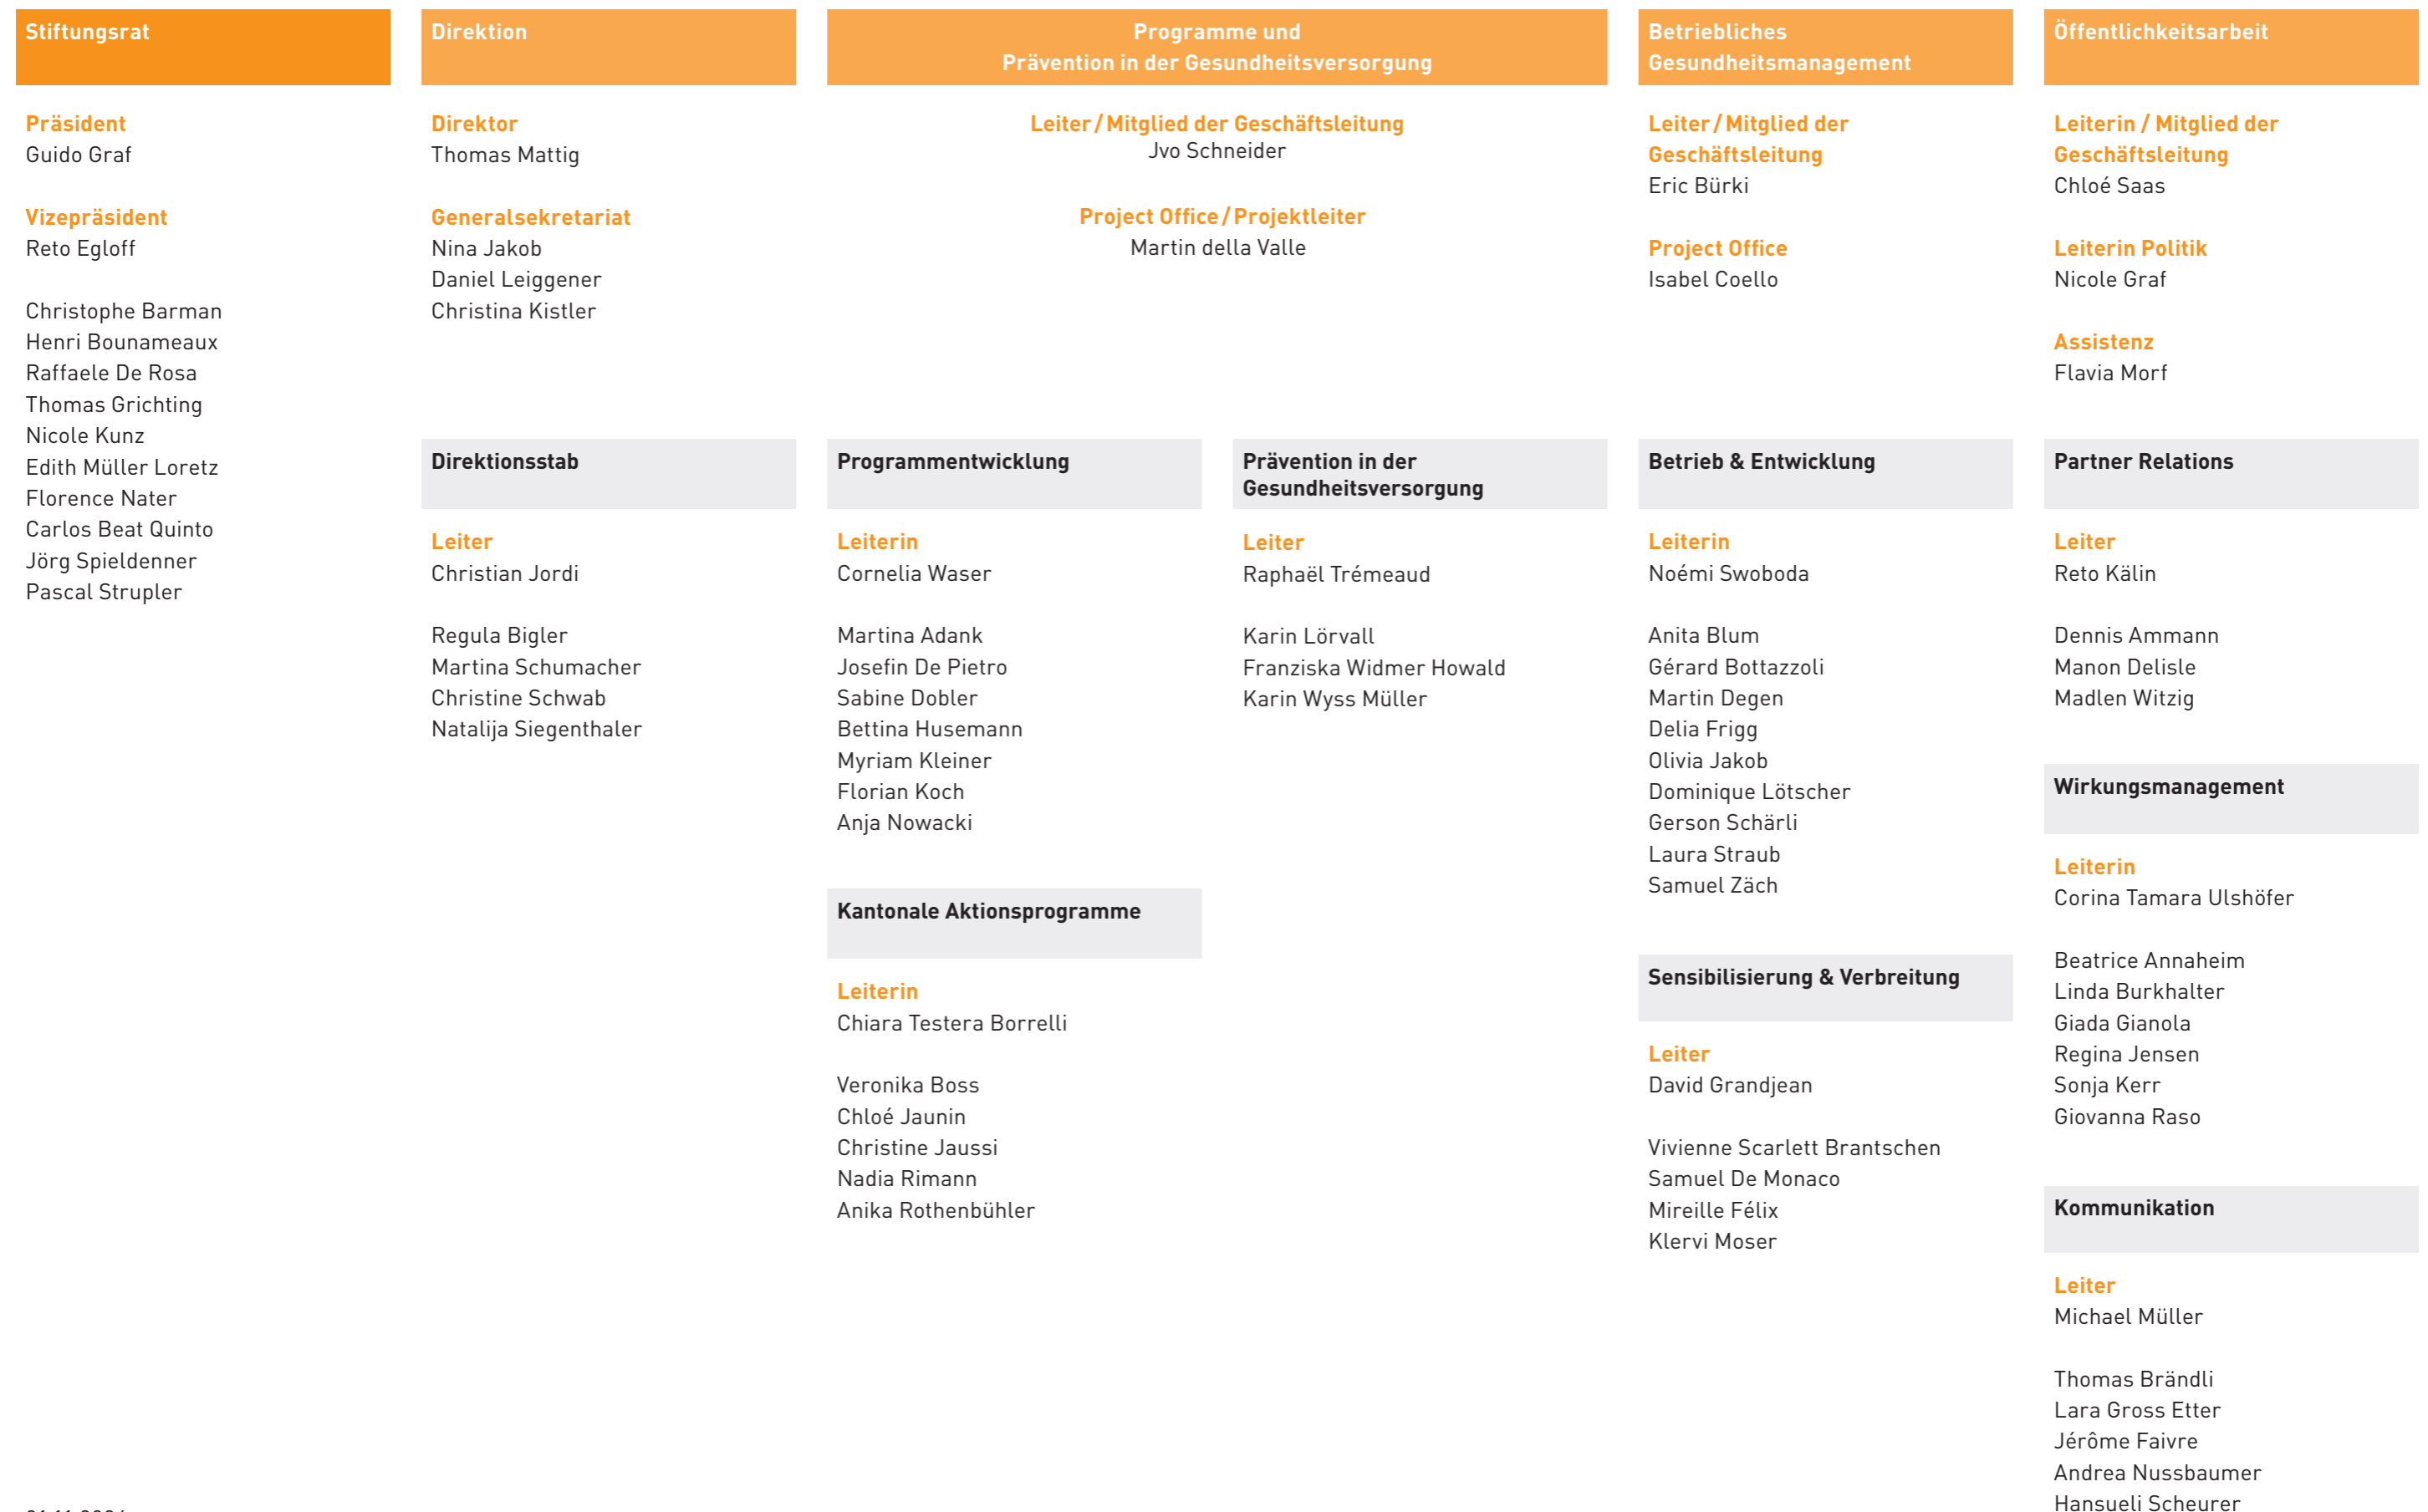 Stiftungsrat
Präsident
Guido Graf
Vizepräsident
Reto Egloff
Christophe Barman
Henri Bounameaux
Raffaele De Rosa
Thomas Grichting
Nicole Kunz
Edith Müller Loretz
Florence Nater
Carlos Beat Quinto
Jörg Spieldenner
Pascal Strupler
Direktion
Direktor
Thomas Mattig
Generalsekretariat
Nina Jakob
Daniel Leiggener
Christina Kistler
Direktionsstab
Leiter
Christian Jordi
Regula Bigler
Martina Schumacher
Christine Schwab
Natalija Siegenthaler
Programme und
Prävention in der Gesundheitsversorgung
Leiter / Mitglied der Geschäftsleitung
Jvo Schneider
Project Office / Projektleiter
Martin della Valle
Programmentwicklung
Leiterin
Cornelia Waser
Martina Adank
Josefin De Pietro
Sabine Dobler
Bettina Husemann
Myriam Kleiner
Florian Koch
Anja Nowacki
Kantonale Aktionsprogramme
Leiterin
Chiara Testera Borrelli
Veronika Boss
Chloé Jaunin
Christine Jaussi
Nadia Rimann
Anika Rothenbühler
Prävention in der
Gesundheitsversorgung
Leiter
Raphaël Trémeaud
Karin Lörvall
Franziska Widmer Howald
Karin Wyss Müller
Betriebliches
Gesundheitsmanagement
Leiter / Mitglied der
Geschäftsleitung
Eric Bürki
Project Office
Isabel Coello
Betrieb & Entwicklung
Leiterin
Noémi Swoboda
Anita Blum
Gérard Bottazzoli
Martin Degen
Delia Frigg
Olivia Jakob
Dominique Lötscher
Gerson Schärli
Laura Straub
Samuel Zäch
Sensibilisierung & Verbreitung
Leiter
David Grandjean
Vivienne Scarlett Brantschen
Samuel De Monaco
Mireille Félix
Klervi Moser
Öffentlichkeitsarbeit
Leiterin / Mitglied der
Geschäftsleitung
Chloé Saas
Leiterin Politik
Nicole Graf
Assistenz
Flavia Morf
Partner Relations
Leiter
Reto Kälin
Dennis Ammann
Manon Delisle
Madlen Witzig
Wirkungsmanagement
Leiterin
Corina Tamara Ulshöfer
Beatrice Annaheim
Linda Burkhalter
Giada Gianola
Regina Jensen
Sonja Kerr
Giovanna Raso
Kommunikation
Leiter
Michael Müller
Thomas Brändli
Lara Gross Etter
Jérôme Faivre
Andrea Nussbaumer
Hansueli Scheurer